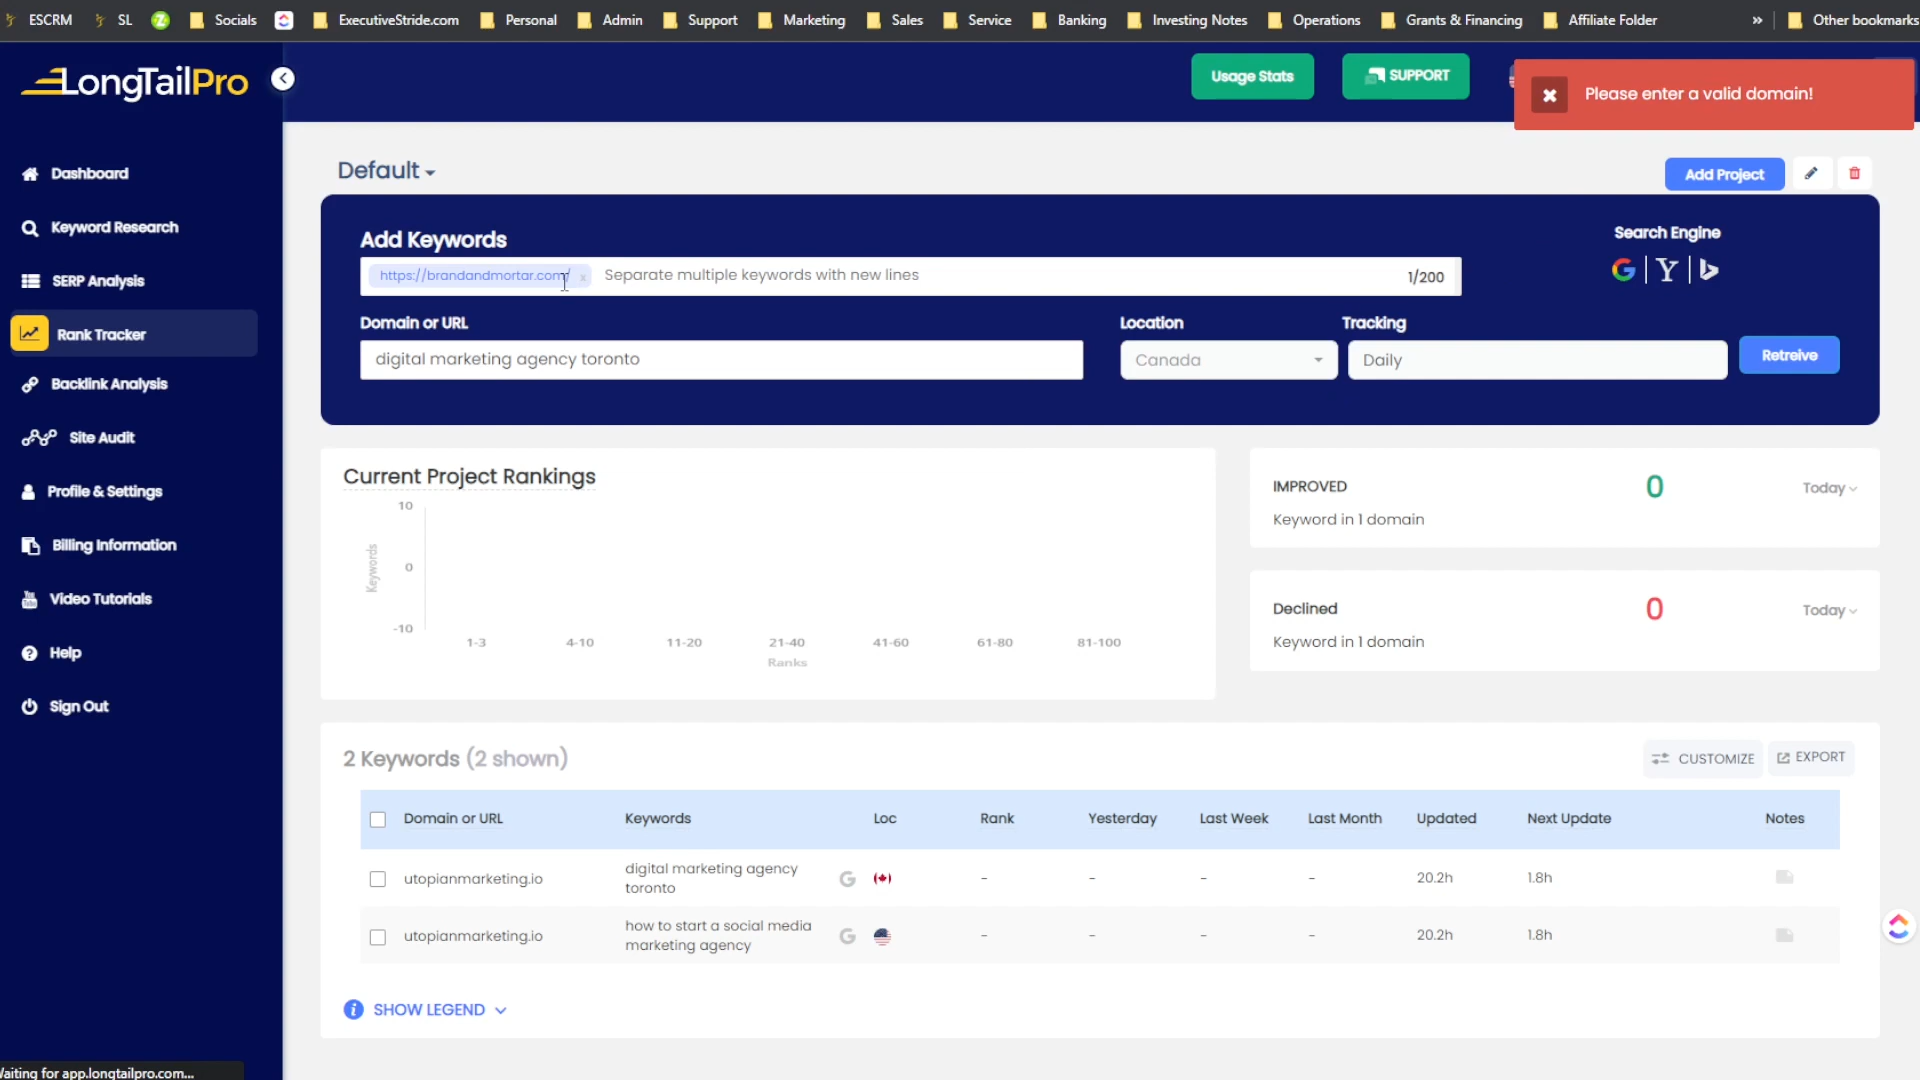 ESCRM SL Socials ExecutiveStride.com Personal Admin Support Marketing Sales Service Banking Investing Notes Operations Grants & Financing Affiliate Folder » Other bookmarks
LongTailPro
Usage Stats
SUPPORT
Please enter a valid domain!
Dashboard
Keyword Research
SERP Analysis
Rank Tracker
Backlink Analysis
Site Audit
Profile & Settings
Billing Information
Video Tutorials
Help
Sign Out
Default
Add Project
Add Keywords
Search Engine
https://brandandmortar.com/ x Separate multiple keywords with new lines 1/200
Domain or URL Location Tracking
digital marketing agency toronto Canada Daily Retreive
Current Project Rankings
10
0
-10
Keywords
1-3 4-10 11-20 21-40 41-60 61-80 81-100
Ranks
IMPROVED 0 Today
Keyword in 1 domain
Declined 0 Today
Keyword in 1 domain
2 Keywords (2 shown) CUSTOMIZE EXPORT
Domain or URL Keywords Loc Rank Yesterday Last Week Last Month Updated Next Update Notes
utopianmarketing.io digital marketing agency toronto - - - - 20.2h 1.8h
utopianmarketing.io how to start a social media marketing agency - - - - 20.2h 1.8h
SHOW LEGEND
for app.longtailpro.com...